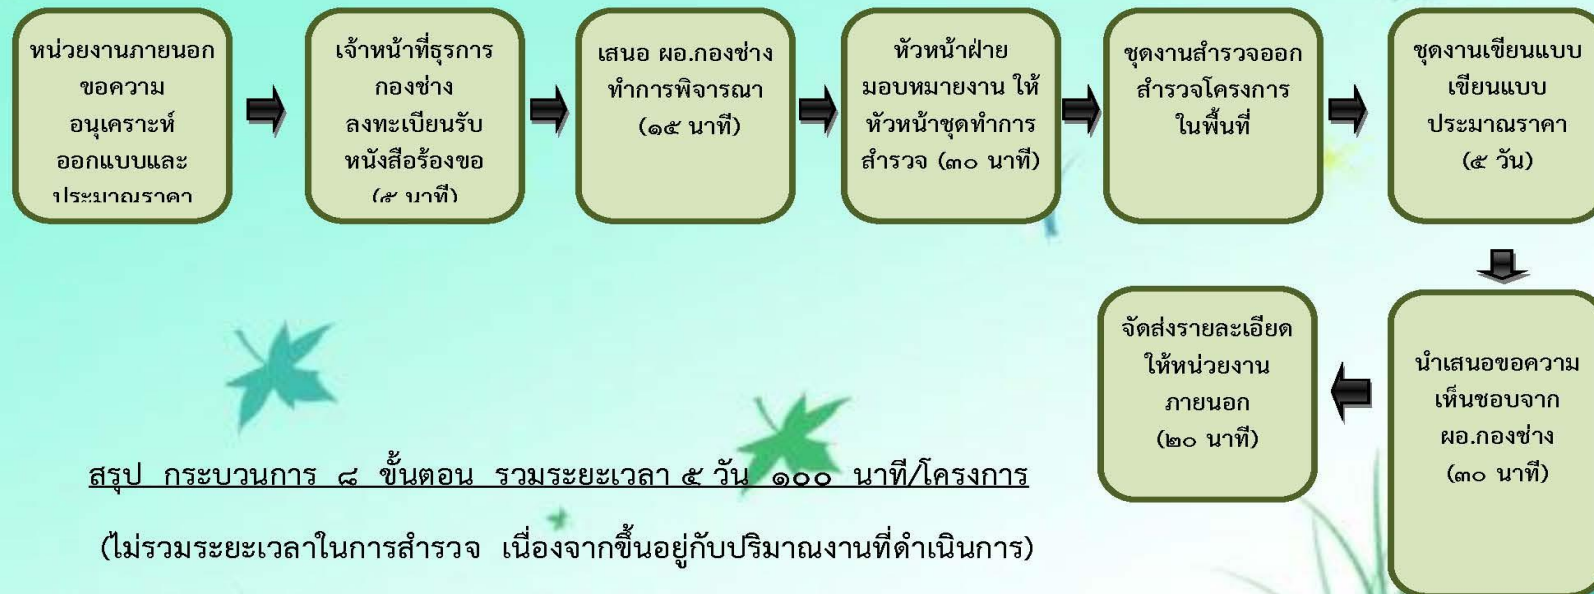 หน่วยงานภายนอก
ขอความ
อนุเคราะห์
ออกแบบและ
ประมาณราคา
เจ้าหน้าที่ธุรการ
กองช่าง
ลงทะเบียนรับ
หนังสือร้องขอ
(๕ นาที)
เสนอ ผอ.กองช่าง
ทำการพิจารณา
(๑๕ นาที)
หัวหน้าฝ่าย
มอบหมายงาน ให้
หัวหน้าชุดทำการ
สำรวจ (๓๐ นาที)
ชุดงานสำรวจออก
สำรวจโครงการ
ในพื้นที่
ชุดงานเขียนแบบ
เขียนแบบ
ประมาณราคา
(๕ วัน)
นำเสนอขอความ
เห็นชอบจาก
ผอ.กองช่าง
(๓๐ นาที)
จัดส่งรายละเอียด
ให้หน่วยงาน
ภายนอก
(๒๐ นาที)
สรุป กระบวนการ ๘ ขั้นตอน รวมระยะเวลา ๕ วัน ๑๐๐ นาที/โครงการ
(ไม่รวมระยะเวลาในการสำรวจ เนื่องจากขึ้นอยู่กับปริมาณงานที่ดำเนินการ)